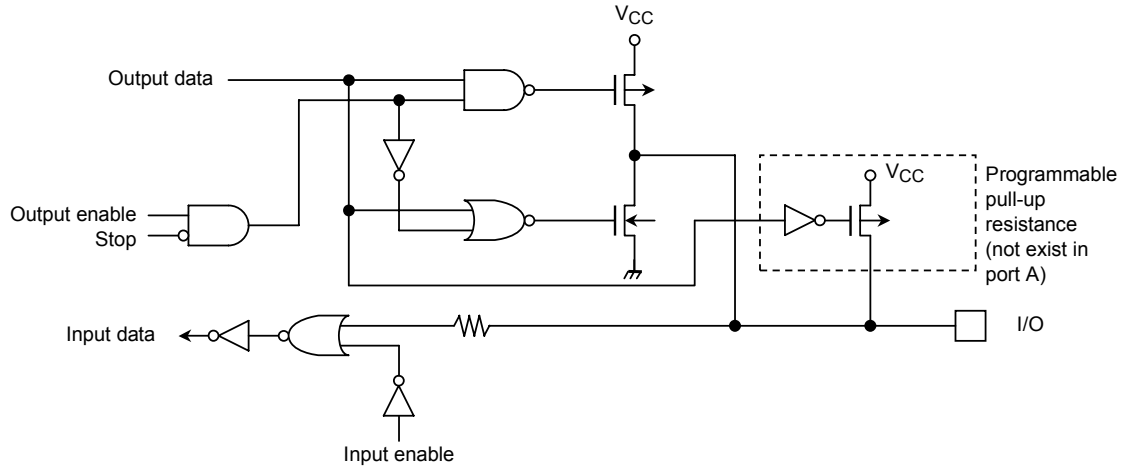 VCC
Output data
VCC
Programmable
pull-up
resistance
(not exist in
port A)
Output enable
Stop
Input data
I/O
Input enable